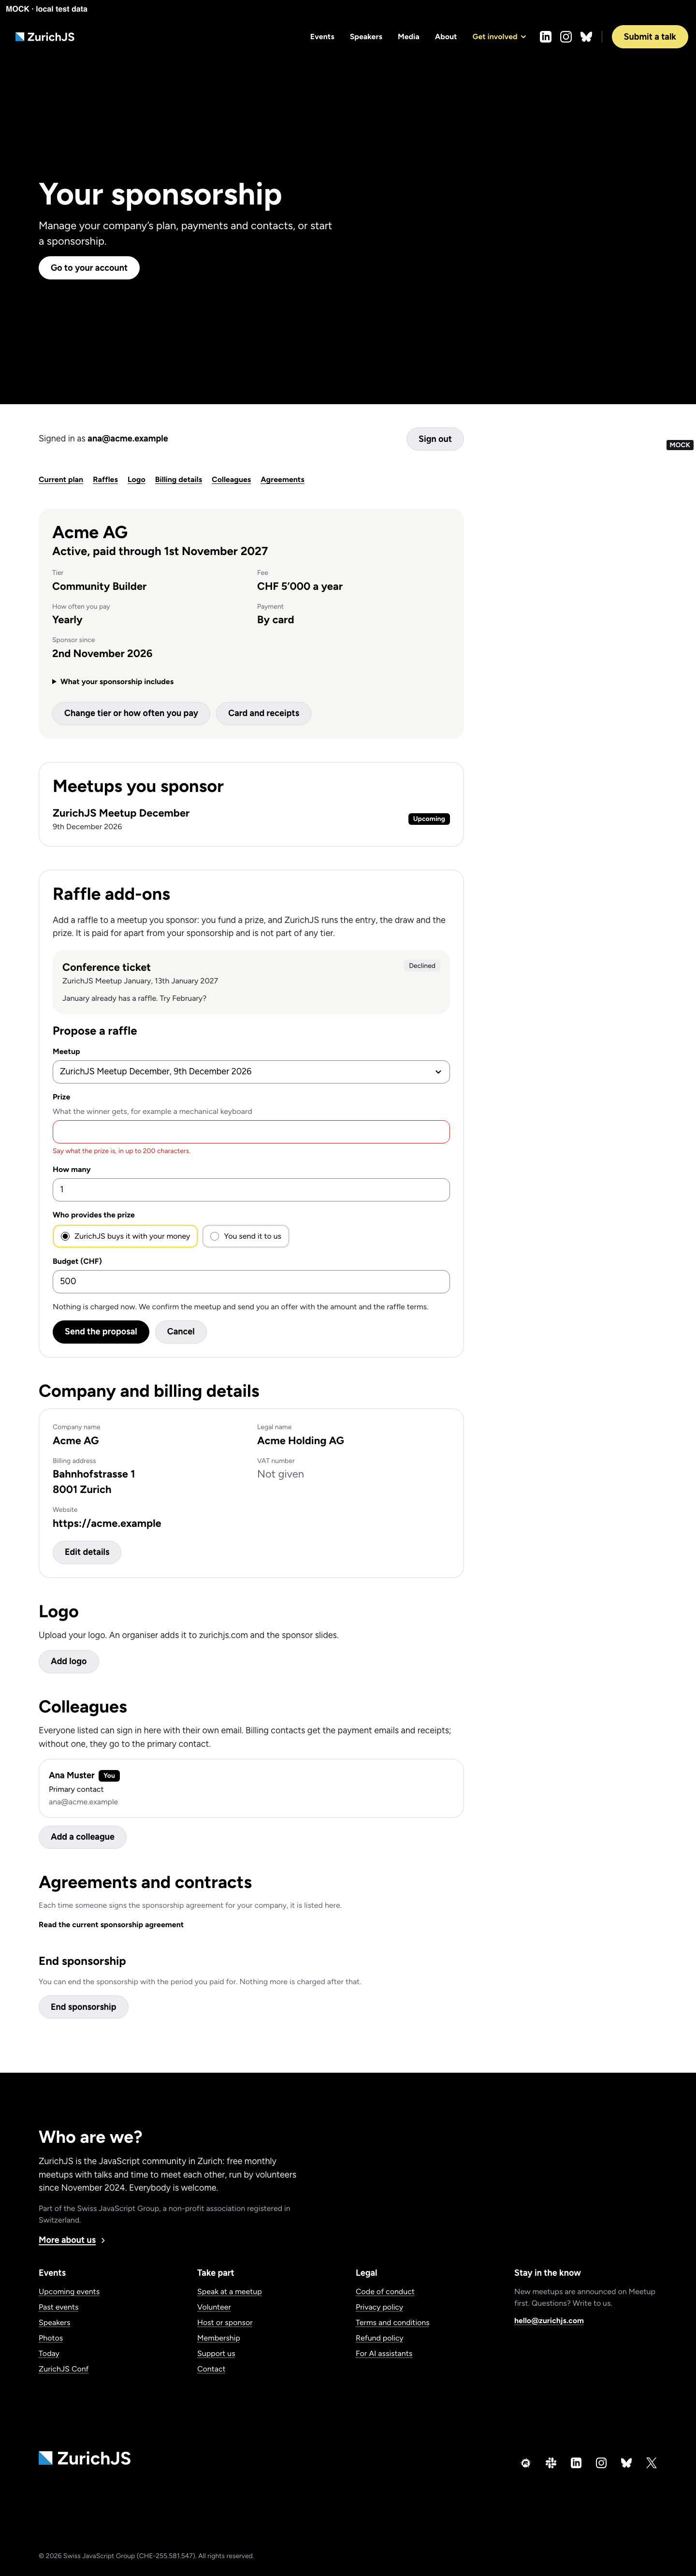 MOCK · local test data
ZurichJS
Events
Speakers
Media
About
Get involved
Submit a talk
Your sponsorship
Manage your company’s plan, payments and contacts, or start
a sponsorship.
Go to your account
Signed in as ana@acme.example
Sign out
MOCK
Current plan
Raffles
Logo
Billing details
Colleagues
Agreements
Acme AG
Active, paid through 1st November 2027
Tier
Community Builder
Fee
CHF 5’000 a year
How often you pay
Yearly
Payment
By card
Sponsor since
2nd November 2026
What your sponsorship includes
Change tier or how often you pay
Card and receipts
Meetups you sponsor
ZurichJS Meetup December
9th December 2026
Upcoming
Raffle add-ons
Add a raffle to a meetup you sponsor: you fund a prize, and ZurichJS runs the entry, the draw and the
prize. It is paid for apart from your sponsorship and is not part of any tier.
Conference ticket
Declined
ZurichJS Meetup January, 13th January 2027
January already has a raffle. Try February?
Propose a raffle
Meetup
ZurichJS Meetup December, 9th December 2026
Prize
What the winner gets, for example a mechanical keyboard
Say what the prize is, in up to 200 characters.
How many
1
Who provides the prize
ZurichJS buys it with your money
You send it to us
Budget (CHF)
500
Nothing is charged now. We confirm the meetup and send you an offer with the amount and the raffle terms.
Send the proposal
Cancel
Company and billing details
Company name
Acme AG
Legal name
Acme Holding AG
Billing address
Bahnhofstrasse 1
8001 Zurich
VAT number
Not given
Website
https://acme.example
Edit details
Logo
Upload your logo. An organiser adds it to zurichjs.com and the sponsor slides.
Add logo
Colleagues
Everyone listed can sign in here with their own email. Billing contacts get the payment emails and receipts;
without one, they go to the primary contact.
Ana Muster
You
Primary contact
ana@acme.example
Add a colleague
Agreements and contracts
Each time someone signs the sponsorship agreement for your company, it is listed here.
Read the current sponsorship agreement
End sponsorship
You can end the sponsorship with the period you paid for. Nothing more is charged after that.
End sponsorship
Who are we?
ZurichJS is the JavaScript community in Zurich: free monthly
meetups with talks and time to meet each other, run by volunteers
since November 2024. Everybody is welcome.
Part of the Swiss JavaScript Group, a non-profit association registered in
Switzerland.
More about us
Events
Upcoming events
Past events
Speakers
Photos
Today
ZurichJS Conf
Take part
Speak at a meetup
Volunteer
Host or sponsor
Membership
Support us
Contact
Legal
Code of conduct
Privacy policy
Terms and conditions
Refund policy
For AI assistants
Stay in the know
New meetups are announced on Meetup
first. Questions? Write to us.
hello@zurichjs.com
ZurichJS
© 2026 Swiss JavaScript Group (CHE-255.581.547). All rights reserved.